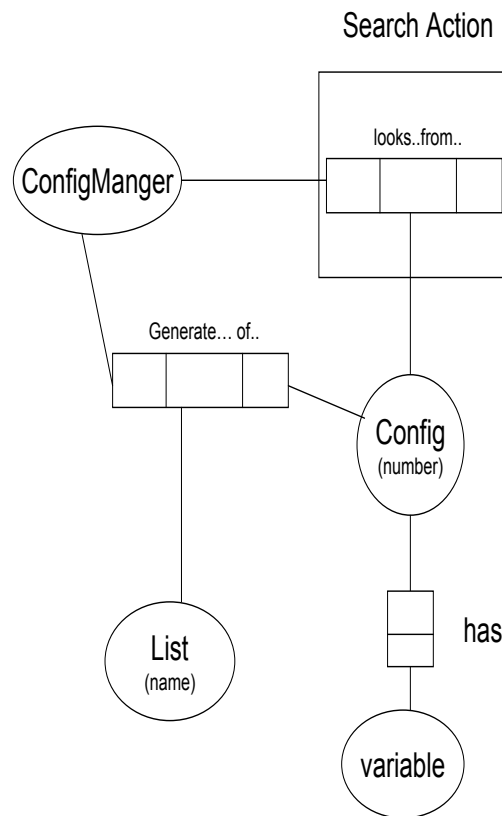 Search Action
looks..from..
ConfigManger
Generate... of..
Config
(number)
has
List
(name)
variable